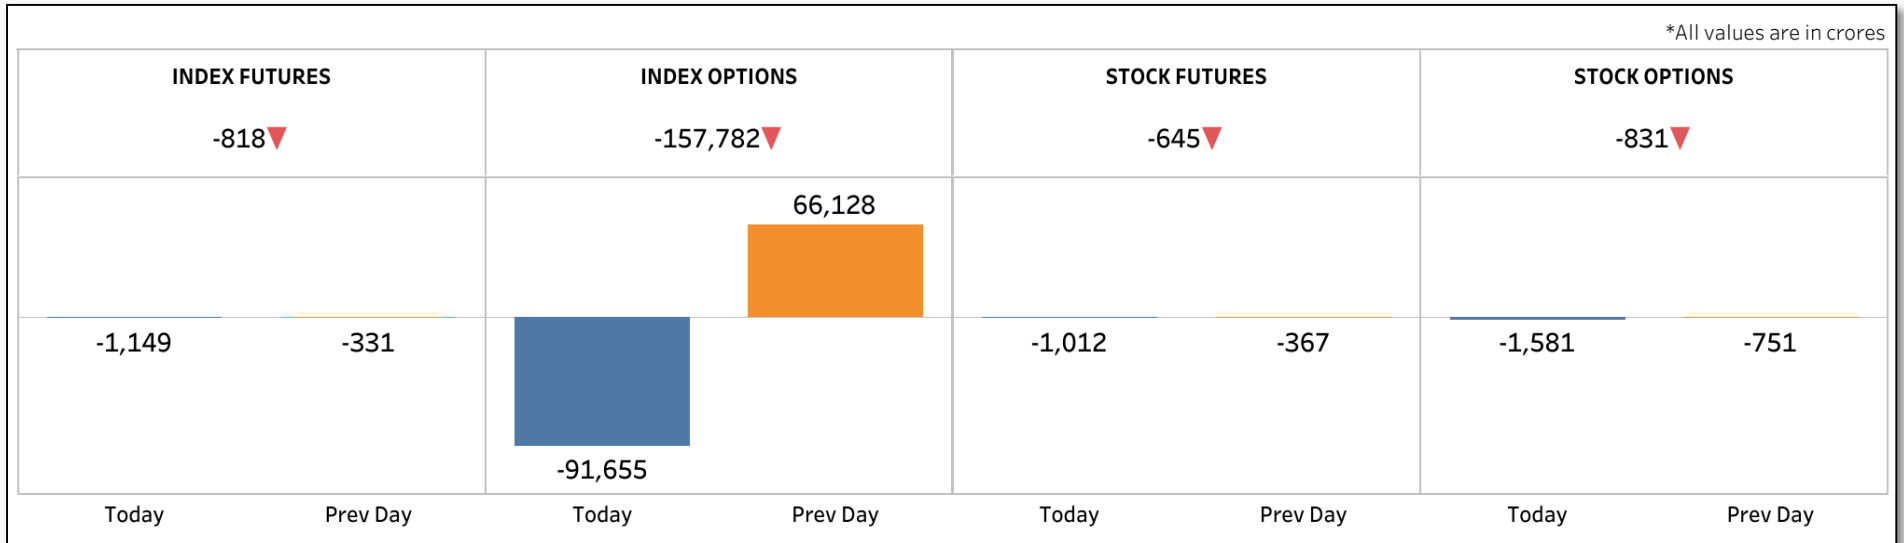 *All values are in crores
INDEX FUTURES INDEX OPTIONS STOCK FUTURES STOCK OPTIONS
-818▼ -157,782▼ -645▼ -831▼
66,128
-1,149 -331 -1,012 -367 -1,581 -751
-91,655
Today Prev Day Today Prev Day Today Prev Day Today Prev Day